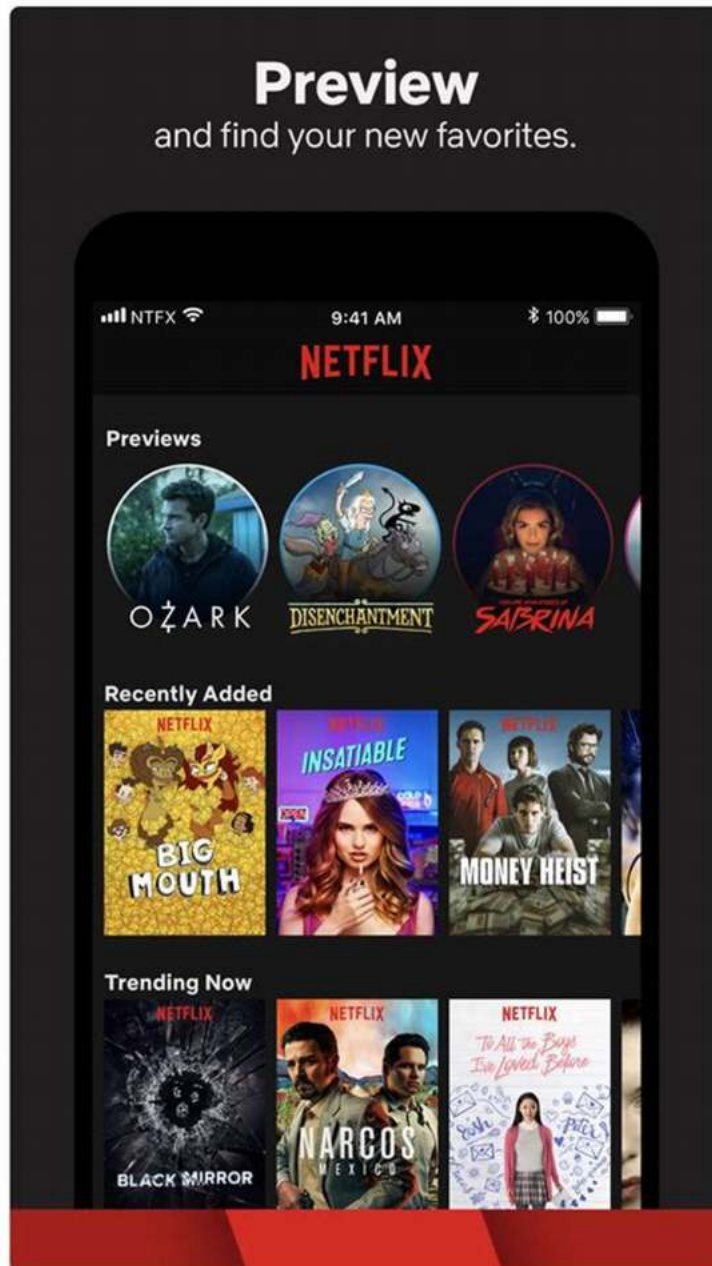 Preview
and find your new favorites.
NTFX
9:41 AM
100%
NETFLIX
Previews
OZARK
DISENCHANTMENT
SABRINA
Recently Added
NETFLIX
BIG
MOUTH
NETFLIX
INSATIABLE
OPEN
NETFLIX
MONEY HEIST
Trending Now
NETFLIX
BLACK MIRROR
NETFLIX
NARCOS
MEXICO
NETFLIX
To All the Boys
I've Loved Before